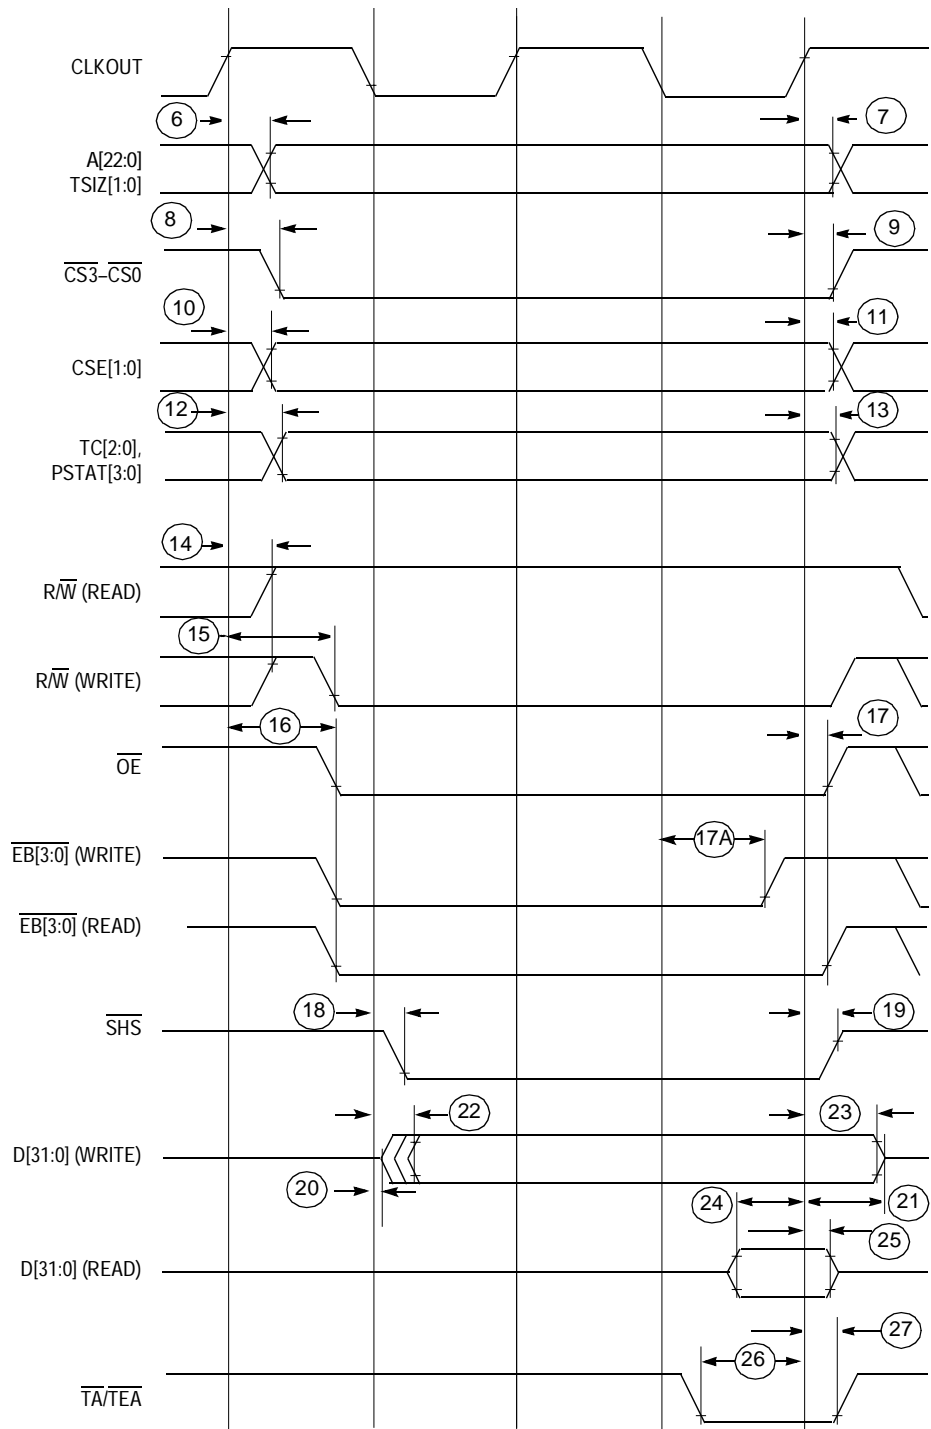 CLKOUT
6
7
A[22:0]
TSIZ[1:0]
8
9
CS3–CS0
10
11
CSE[1:0]
12
13
TC[2:0],
PSTAT[3:0]
14
R/W (READ)
15
R/W (WRITE)
16
17
OE
17A
EB[3:0] (WRITE)
EB[3:0] (READ)
18
19
SHS
22
23
D[31:0] (WRITE)
20
24
21
25
D[31:0] (READ)
27
26
TA/TEA